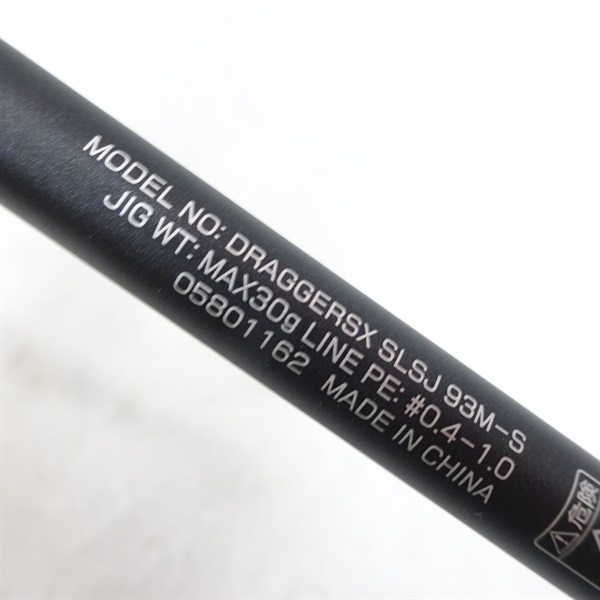 MODEL NO: DRAGGERSX SLSJ 93M-S
JIG WT: MAX30g LINE PE: #0.4-1.0
05801162 MADE IN CHINA
危険